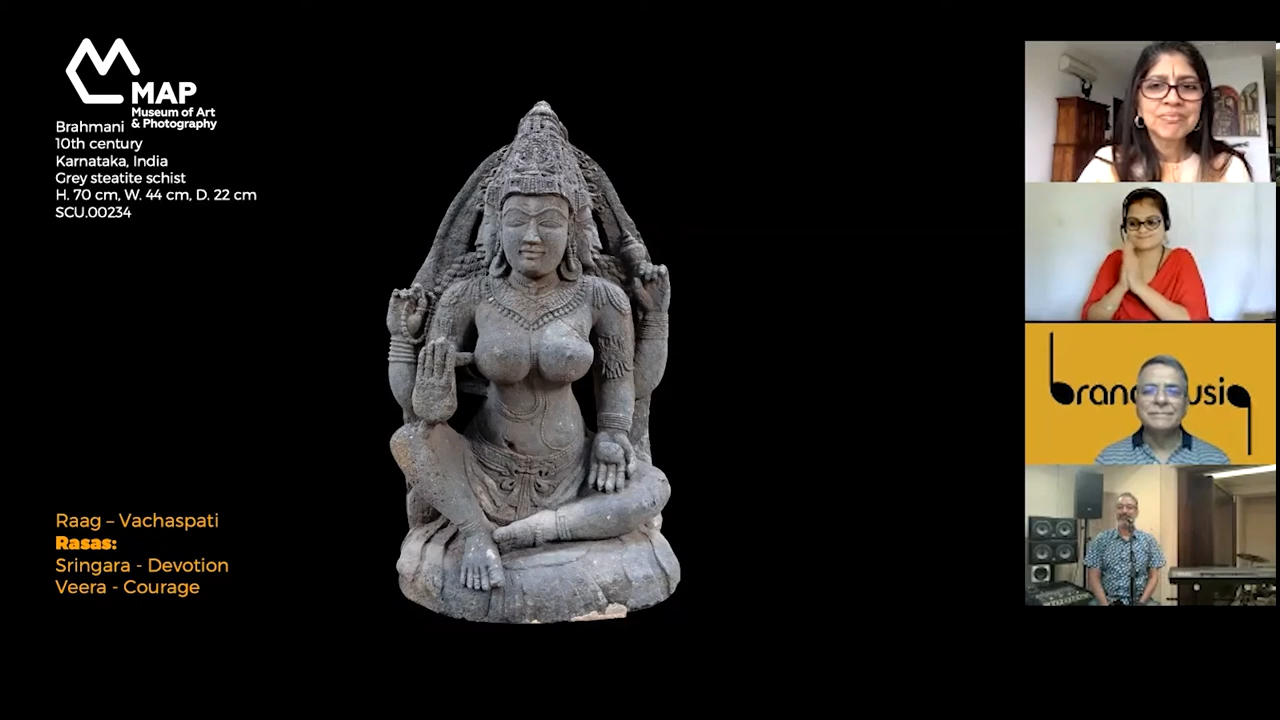 MAP
Museum of Art
& Photography
Brahmani
10th century
Karnataka, India
Grey steatite schist
H. 70 cm, W. 44 cm, D. 22 cm
SCU.00234
Raag – Vachaspati
Rasas:
Sringara - Devotion
Veera - Courage